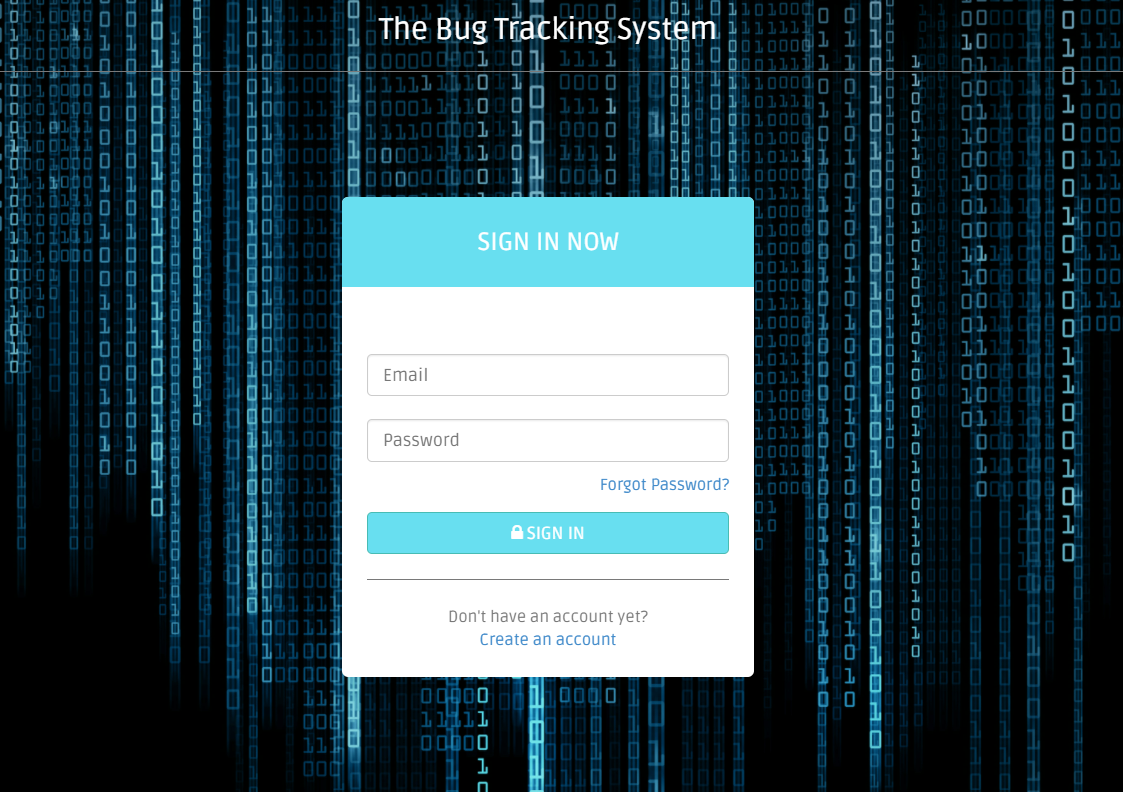 The Bug Tracking System
SIGN IN NOW
Email
Password
Forgot Password?
SIGN IN
Don't have an account yet?
Create an account